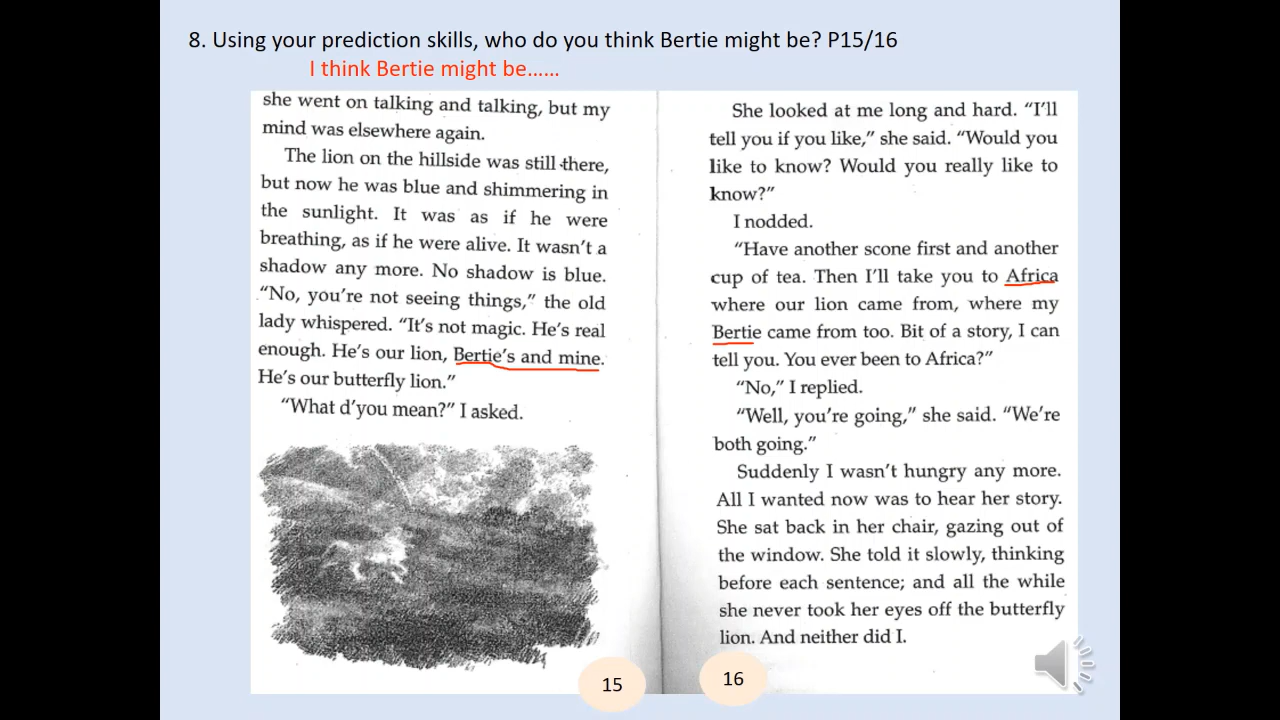 8. Using your prediction skills, who do you think Bertie might be? P15/16
I think Bertie might be……
she went on talking and talking, but my
mind was elsewhere again.
The lion on the hillside was still there,
but now he was blue and shimmering in
the sunlight. It was as if he were
breathing, as if he were alive. It wasn't a
shadow any more. No shadow is blue.
"No, you're not seeing things," the old
lady whispered. "It's not magic. He's real
enough. He's our lion, Bertie's and mine.
He's our butterfly lion."
"What d'you mean?" I asked.
15
She looked at me long and hard. "I'll
tell you if you like," she said. "Would you
like to know? Would you really like to
know?"
I nodded.
"Have another scone first and another
cup of tea. Then I'll take you to Africa
where our lion came from, where my
Bertie came from too. Bit of a story, I can
tell you. You ever been to Africa?"
"No," I replied.
"Well, you're going," she said. "We're
both going."
Suddenly I wasn't hungry any more.
All I wanted now was to hear her story.
She sat back in her chair, gazing out of
the window. She told it slowly, thinking
before each sentence; and all the while
she never took her eyes off the butterfly
lion. And neither did I.
16